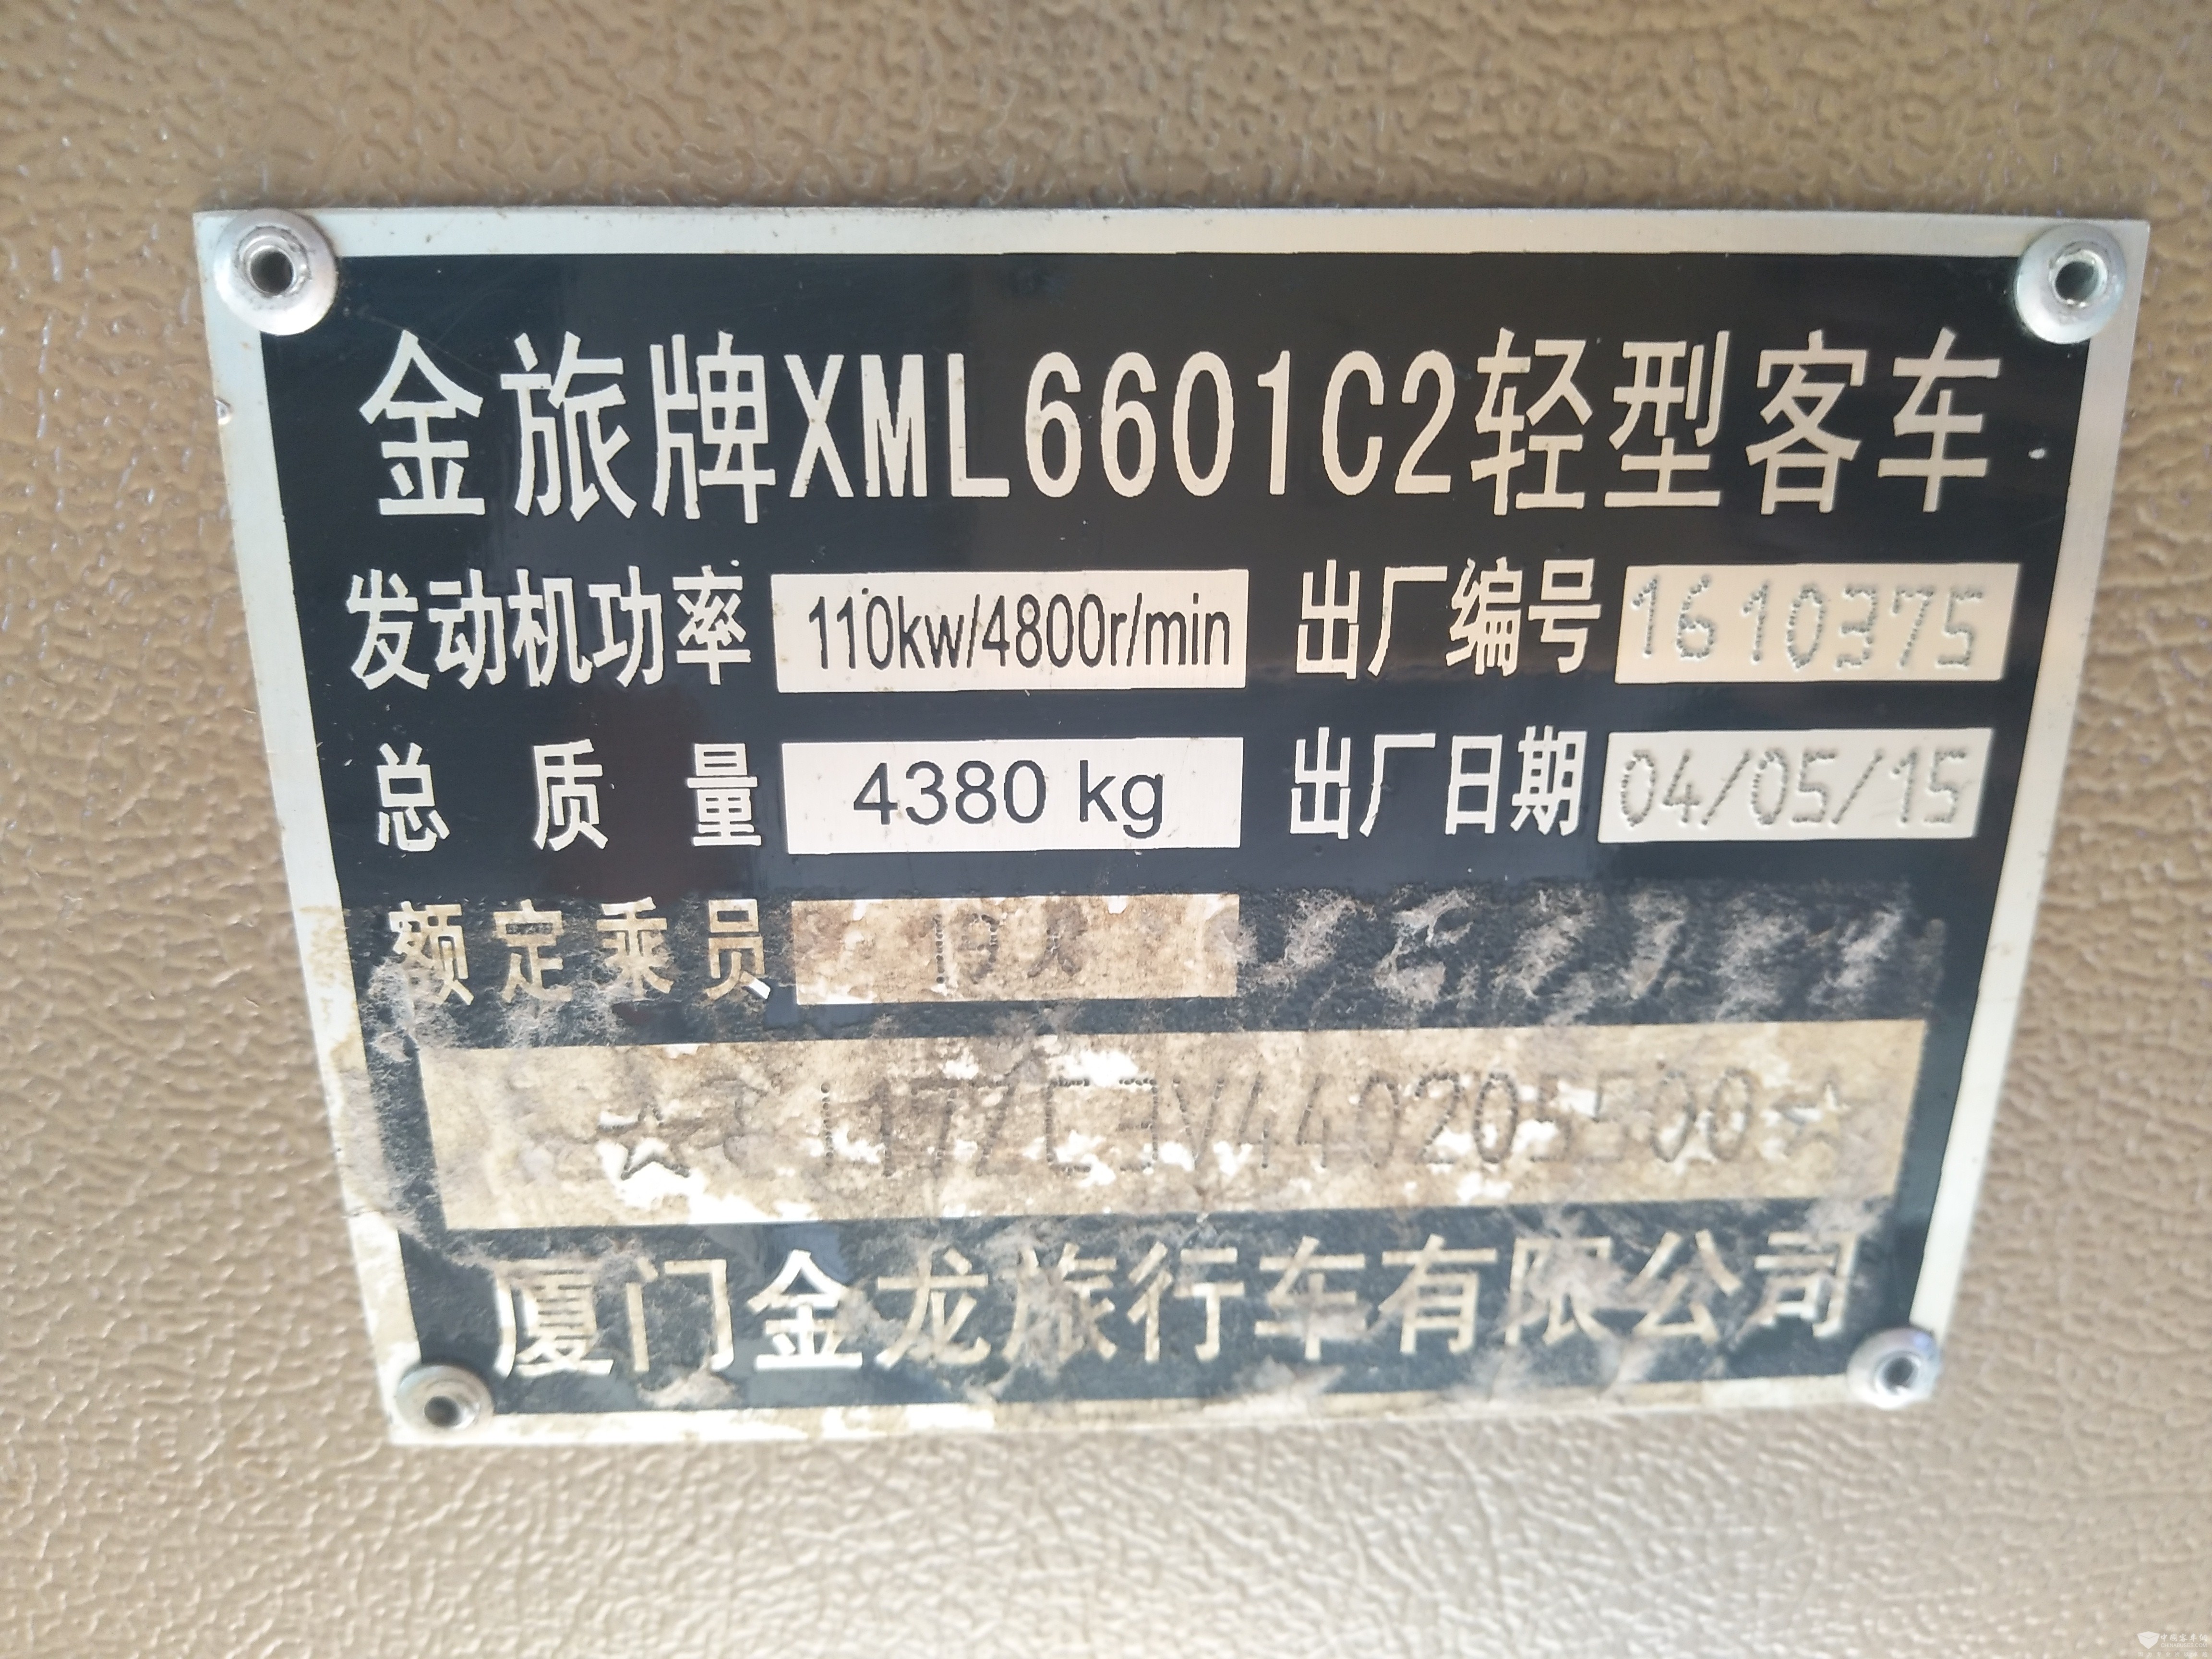 金旅牌XML6601C2轻型客车
发动机功率 110kw/4800r/min 出厂编号 1610375
总质量 4380 kg 出厂日期 04/05/15
额定乘员
厦门金龙旅行车有限公司